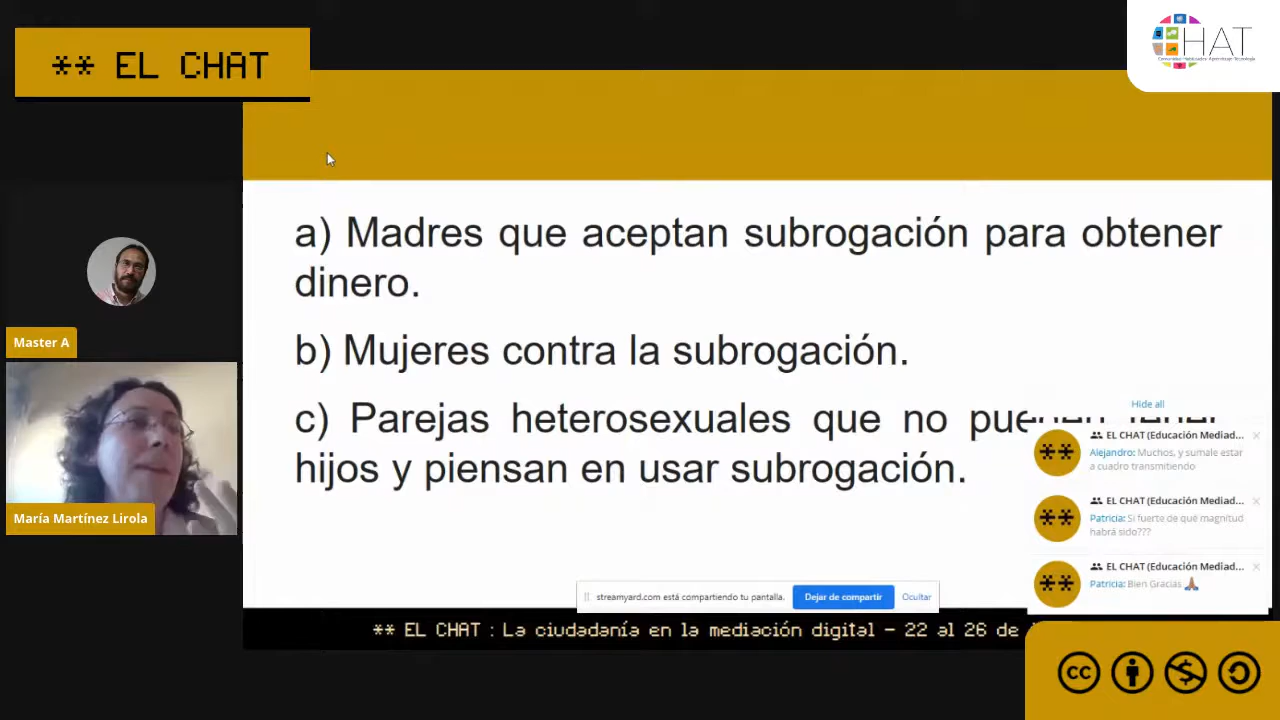 ** EL CHAT
HAT
Master A
María Martínez Lirola
a) Madres que aceptan subrogación para obtener
dinero.
b) Mujeres contra la subrogación.
c) Parejas heterosexuales que no pueden tener
hijos y piensan en usar subrogación.
Hide all
EL CHAT (Educación Mediad...
Alejandro: Muchos, y sumale estar
a cuadro transmitiendo
EL CHAT (Educación Mediad...
Patricia: Si fuerte de qué magnitud
habrá sido???
EL CHAT (Educación Mediad...
Patricia: Bien Gracias 🙏🏽
streamyard.com está compartiendo tu pantalla.
Dejar de compartir
Ocultar
** EL CHAT : La ciudadanía en la mediación digital – 22 al 26 de
cc